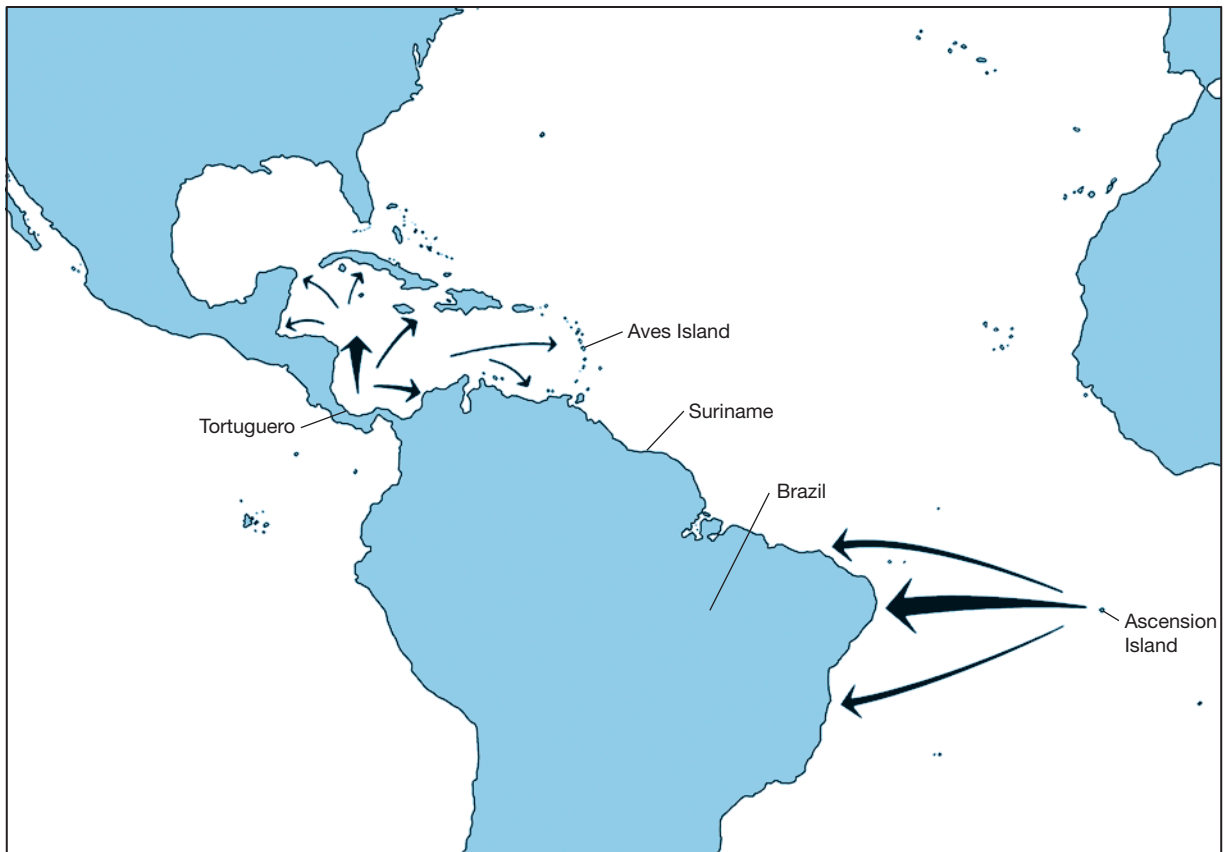 Aves Island
Suriname
Tortuguero
Brazil
Ascension
Island